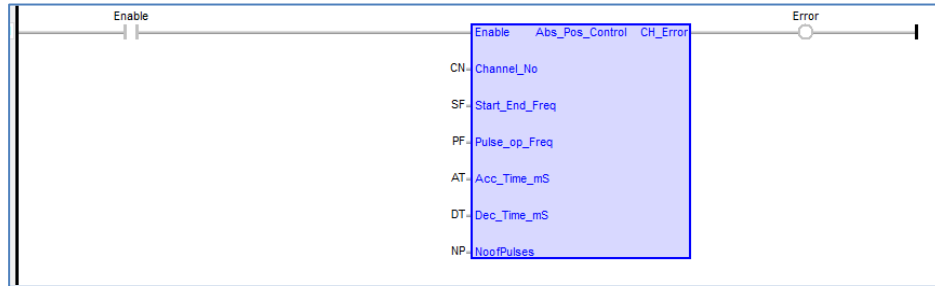 Enable Error
Enable Abs_Pos_Control CH_Error
CN Channel_No
SF Start_End_Freq
PF Pulse_op_Freq
AT Acc_Time_mS
DT Dec_Time_mS
NP NoofPulses